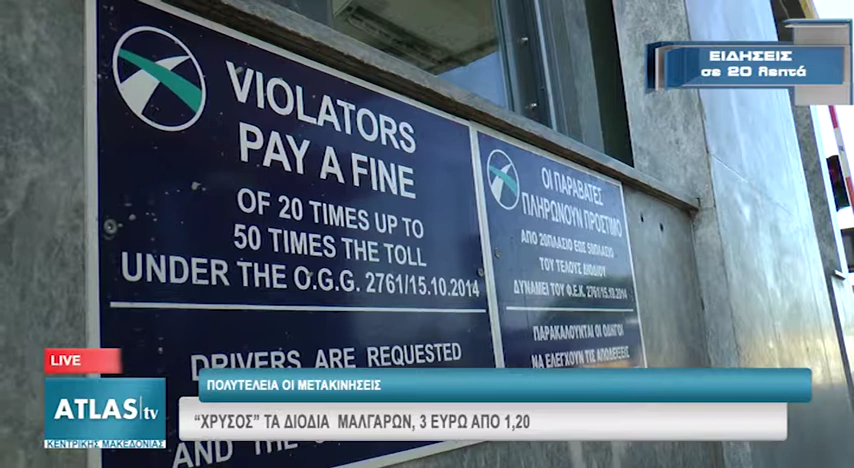 ΕΙΔΗΣΕΙΣ
σε 20 λεπτά
VIOLATORS
PAY A FINE
OF 20 TIMES UP TO
50 TIMES THE TOLL
UNDER THE O.G.G. 2761/15.10.2014
DRIVERS ARE REQUESTED
AND THE
ΟΙ ΠΑΡΑΒΑΤΕΣ
ΠΛΗΡΩΝΟΥΝ ΠΡΟΣΤΙΜΟ
ΑΠΟ 20ΠΛΑΣΙΟ ΕΩΣ 50ΠΛΑΣΙΟ
ΤΟΥ ΤΕΛΟΥΣ ΔΙΟΔΙΟΥ
ΔΥΝΑΜΕΙ ΤΟΥ Φ.Ε.Κ. 2761/15.10.2014
ΠΑΡΑΚΑΛΟΥΝΤΑΙ ΟΙ ΟΔΗΓΟΙ
ΝΑ ΕΛΕΓΧΟΥΝ ΤΙΣ ΑΠΟΔΕΙΞΕΙΣ
LIVE
ATLAS tv
ΚΕΝΤΡΙΚΗΣ ΜΑΚΕΔΟΝΙΑΣ
ΠΟΛΥΤΕΛΕΙΑ ΟΙ ΜΕΤΑΚΙΝΗΣΕΙΣ
“ΧΡΥΣΟΣ” ΤΑ ΔΙΟΔΙΑ ΜΑΛΓΑΡΩΝ, 3 ΕΥΡΩ ΑΠΟ 1,20